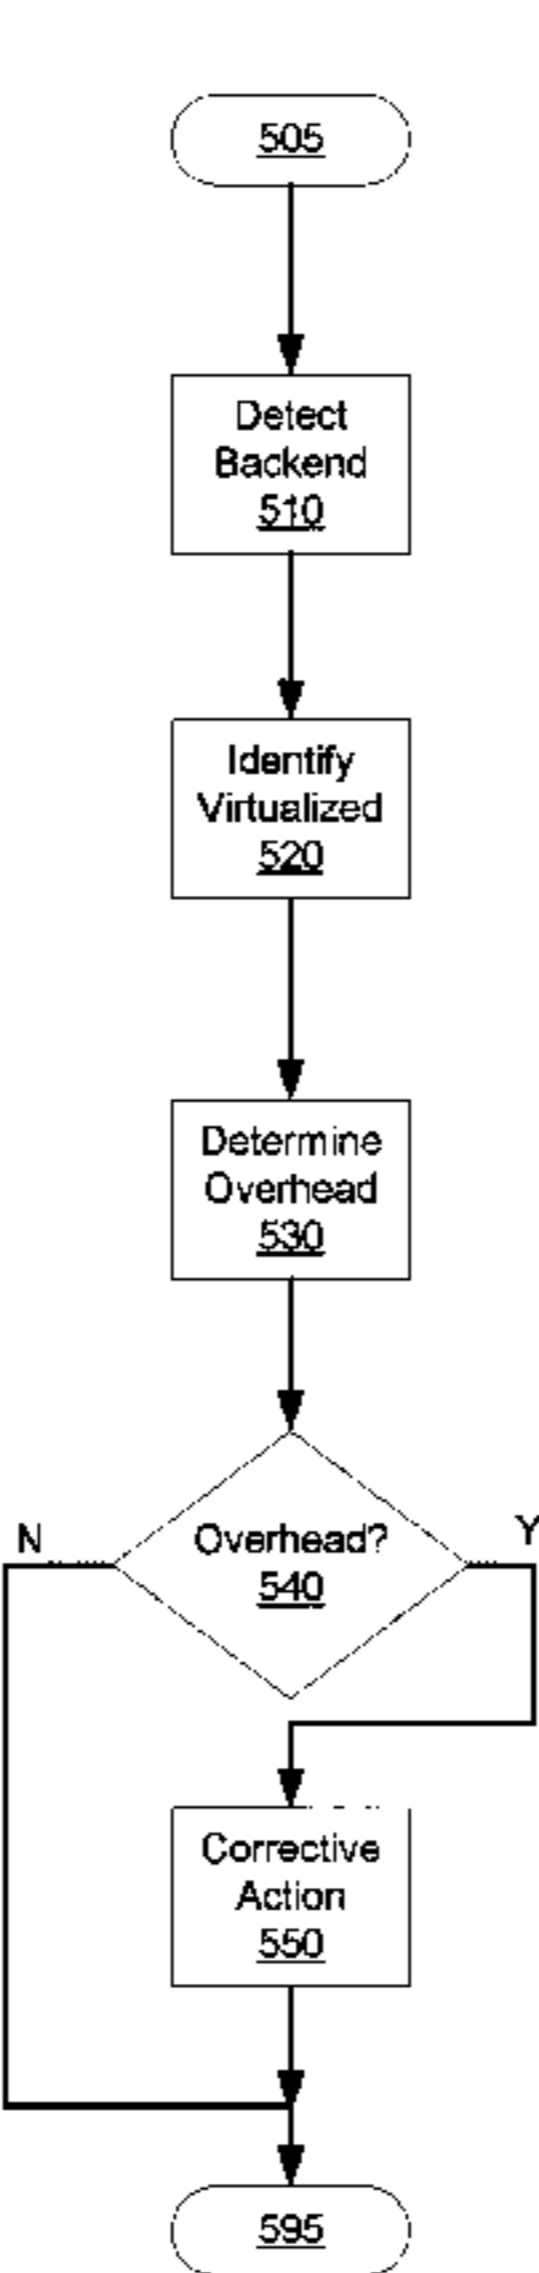 505
Detect
Backend
510
Identify
Virtualized
520
Determine
Overhead
530
N
Y
Overhead?
540
Corrective
Action
550
595